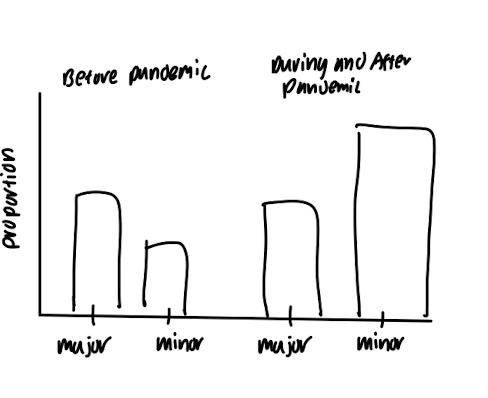 Before pandemic
During and After
pandemic
proportion
major
minor
major
minor